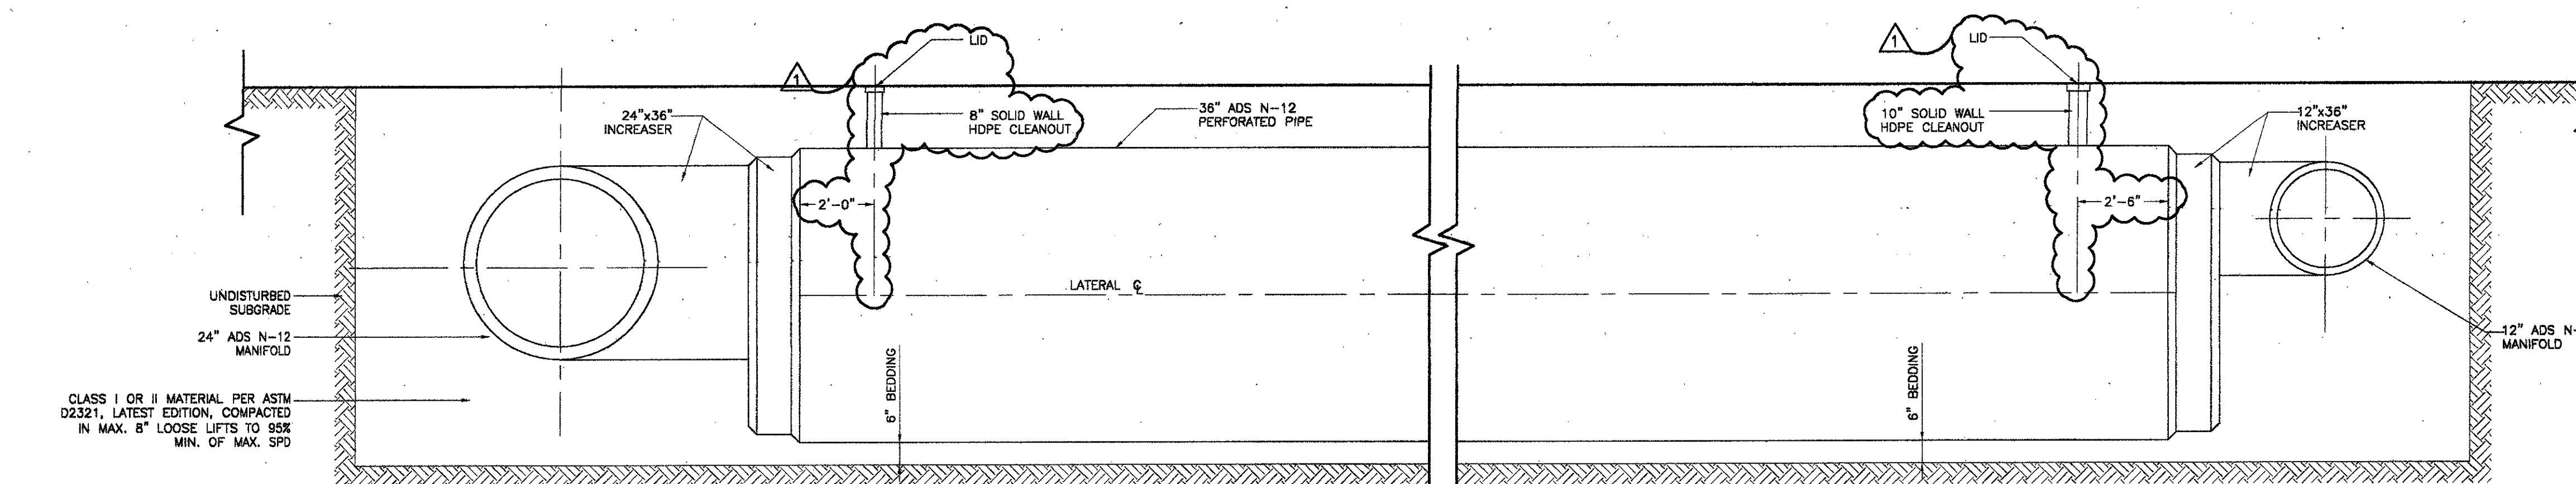 LID
1
24"x36"
INCREASER
8" SOLID WALL
HDPE CLEANOUT
36" ADS N-12
PERFORATED PIPE
2'-0"
LATERAL ℄
UNDISTURBED
SUBGRADE
24" ADS N-12
MANIFOLD
CLASS I OR II MATERIAL PER ASTM
D2321, LATEST EDITION, COMPACTED
IN MAX. 8" LOOSE LIFTS TO 95%
MIN. OF MAX. SPD
6" BEDDING
1
LID
10" SOLID WALL
HDPE CLEANOUT
12"x36"
INCREASER
2'-6"
6" BEDDING
12" ADS N-
MANIFOLD